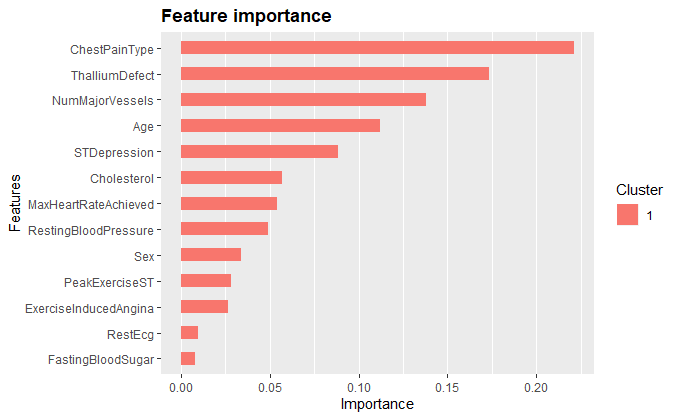 Feature importance
ChestPainType
ThalliumDefect
NumMajorVessels
Age
STDepression
Cholesterol
MaxHeartRateAchieved
RestingBloodPressure
Sex
PeakExerciseST
ExerciseInducedAngina
RestEcg
FastingBloodSugar
Features
0.00 0.05 0.10 0.15 0.20
Importance
Cluster
1